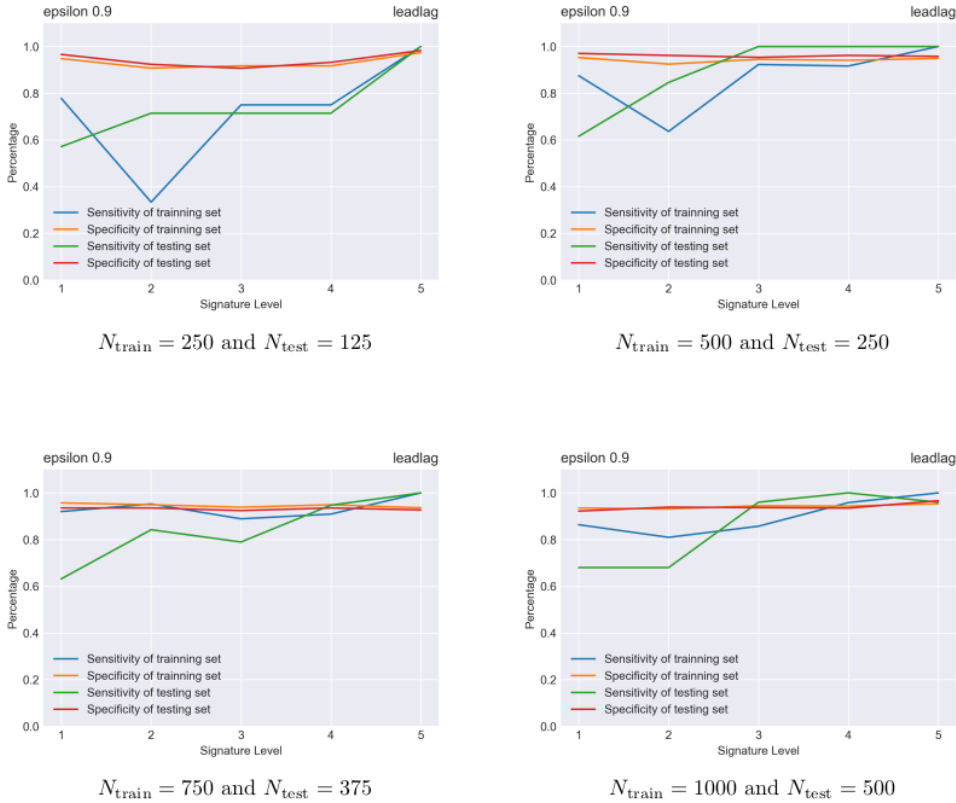 epsilon 0.9 leadlag
1.0
0.8
0.6
0.4
0.2
0.0
Percentage
Sensitivity of trainning set
Specificity of trainning set
Sensitivity of testing set
Specificity of testing set
1 2 3 4 5
Signature Level
N_train = 250 and N_test = 125
epsilon 0.9 leadlag
1.0
0.8
0.6
0.4
0.2
0.0
Percentage
Sensitivity of trainning set
Specificity of trainning set
Sensitivity of testing set
Specificity of testing set
1 2 3 4 5
Signature Level
N_train = 500 and N_test = 250
epsilon 0.9 leadlag
1.0
0.8
0.6
0.4
0.2
0.0
Percentage
Sensitivity of trainning set
Specificity of trainning set
Sensitivity of testing set
Specificity of testing set
1 2 3 4 5
Signature Level
N_train = 750 and N_test = 375
epsilon 0.9 leadlag
1.0
0.8
0.6
0.4
0.2
0.0
Percentage
Sensitivity of trainning set
Specificity of trainning set
Sensitivity of testing set
Specificity of testing set
1 2 3 4 5
Signature Level
N_train = 1000 and N_test = 500